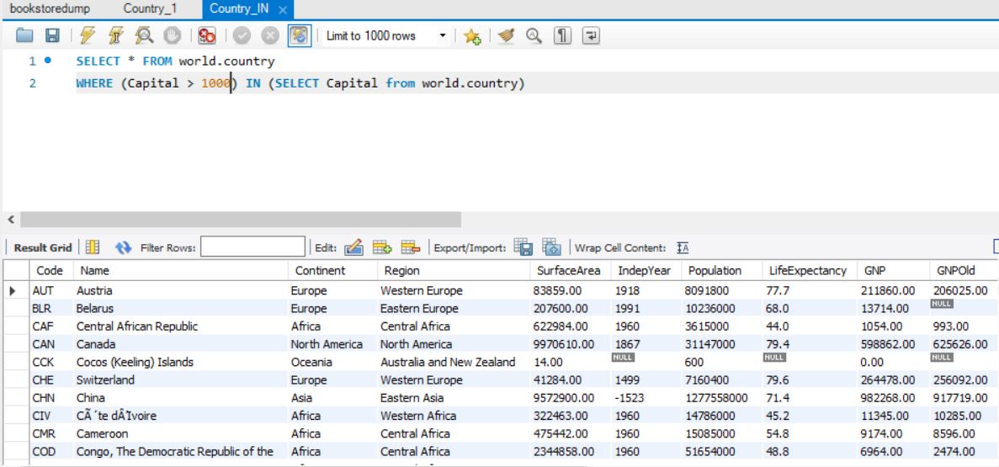 bookstoredump Country_1 Country_IN
Limit to 1000 rows
1 SELECT * FROM world.country
2 WHERE (Capital > 1000) IN (SELECT Capital from world.country)
Result Grid Filter Rows: Edit: Export/Import: Wrap Cell Content:
Code Name Continent Region SurfaceArea IndepYear Population LifeExpectancy GNP GNPOld
AUT Austria Europe Western Europe 83859.00 1918 8091800 77.7 211860.00 206025.00
BLR Belarus Europe Eastern Europe 207600.00 1991 10236000 68.0 13714.00 NULL
CAF Central African Republic Africa Central Africa 622984.00 1960 3615000 44.0 1054.00 993.00
CAN Canada North America North America 9970610.00 1867 31147000 79.4 598862.00 625626.00
CCK Cocos (Keeling) Islands Oceania Australia and New Zealand 14.00 NULL 600 NULL 0.00 NULL
CHE Switzerland Europe Western Europe 41284.00 1499 7160400 79.6 264478.00 256092.00
CHN China Asia Eastern Asia 9572900.00 -1523 1277558000 71.4 982268.00 917719.00
CIV CÃ´te dÂ'Ivoire Africa Western Africa 322463.00 1960 14786000 45.2 11345.00 10285.00
CMR Cameroon Africa Central Africa 475442.00 1960 15085000 54.8 9174.00 8596.00
COD Congo, The Democratic Republic of the Africa Central Africa 2344858.00 1960 51654000 48.8 6964.00 2474.00